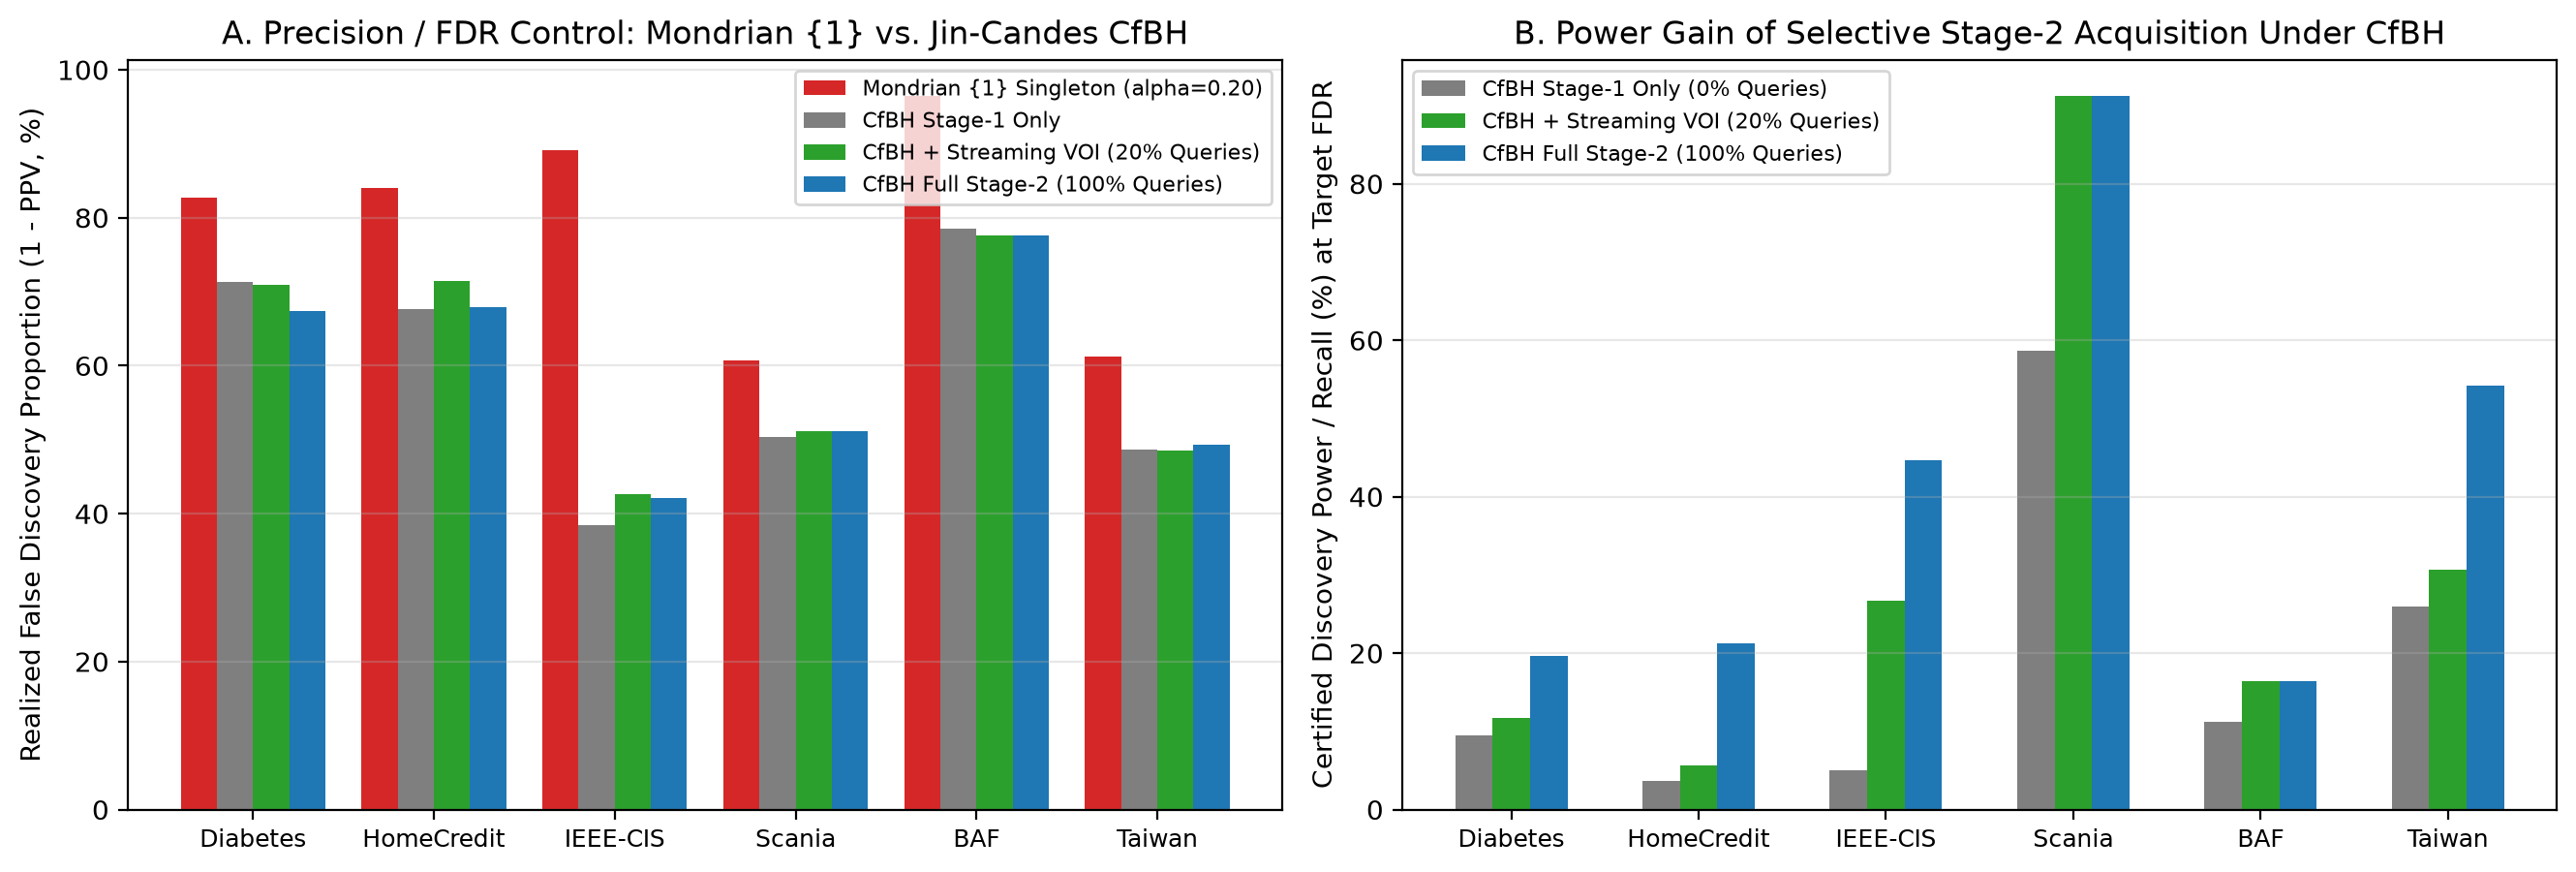 A. Precision / FDR Control: Mondrian {1} vs. Jin-Candes CfBH
Realized False Discovery Proportion (1 - PPV, %)
100
80
60
40
20
0
Mondrian {1} Singleton (alpha=0.20)
CfBH Stage-1 Only
CfBH + Streaming VOI (20% Queries)
CfBH Full Stage-2 (100% Queries)
Diabetes
HomeCredit
IEEE-CIS
Scania
BAF
Taiwan
B. Power Gain of Selective Stage-2 Acquisition Under CfBH
Certified Discovery Power / Recall (%) at Target FDR
80
60
40
20
0
CfBH Stage-1 Only (0% Queries)
CfBH + Streaming VOI (20% Queries)
CfBH Full Stage-2 (100% Queries)
Diabetes
HomeCredit
IEEE-CIS
Scania
BAF
Taiwan